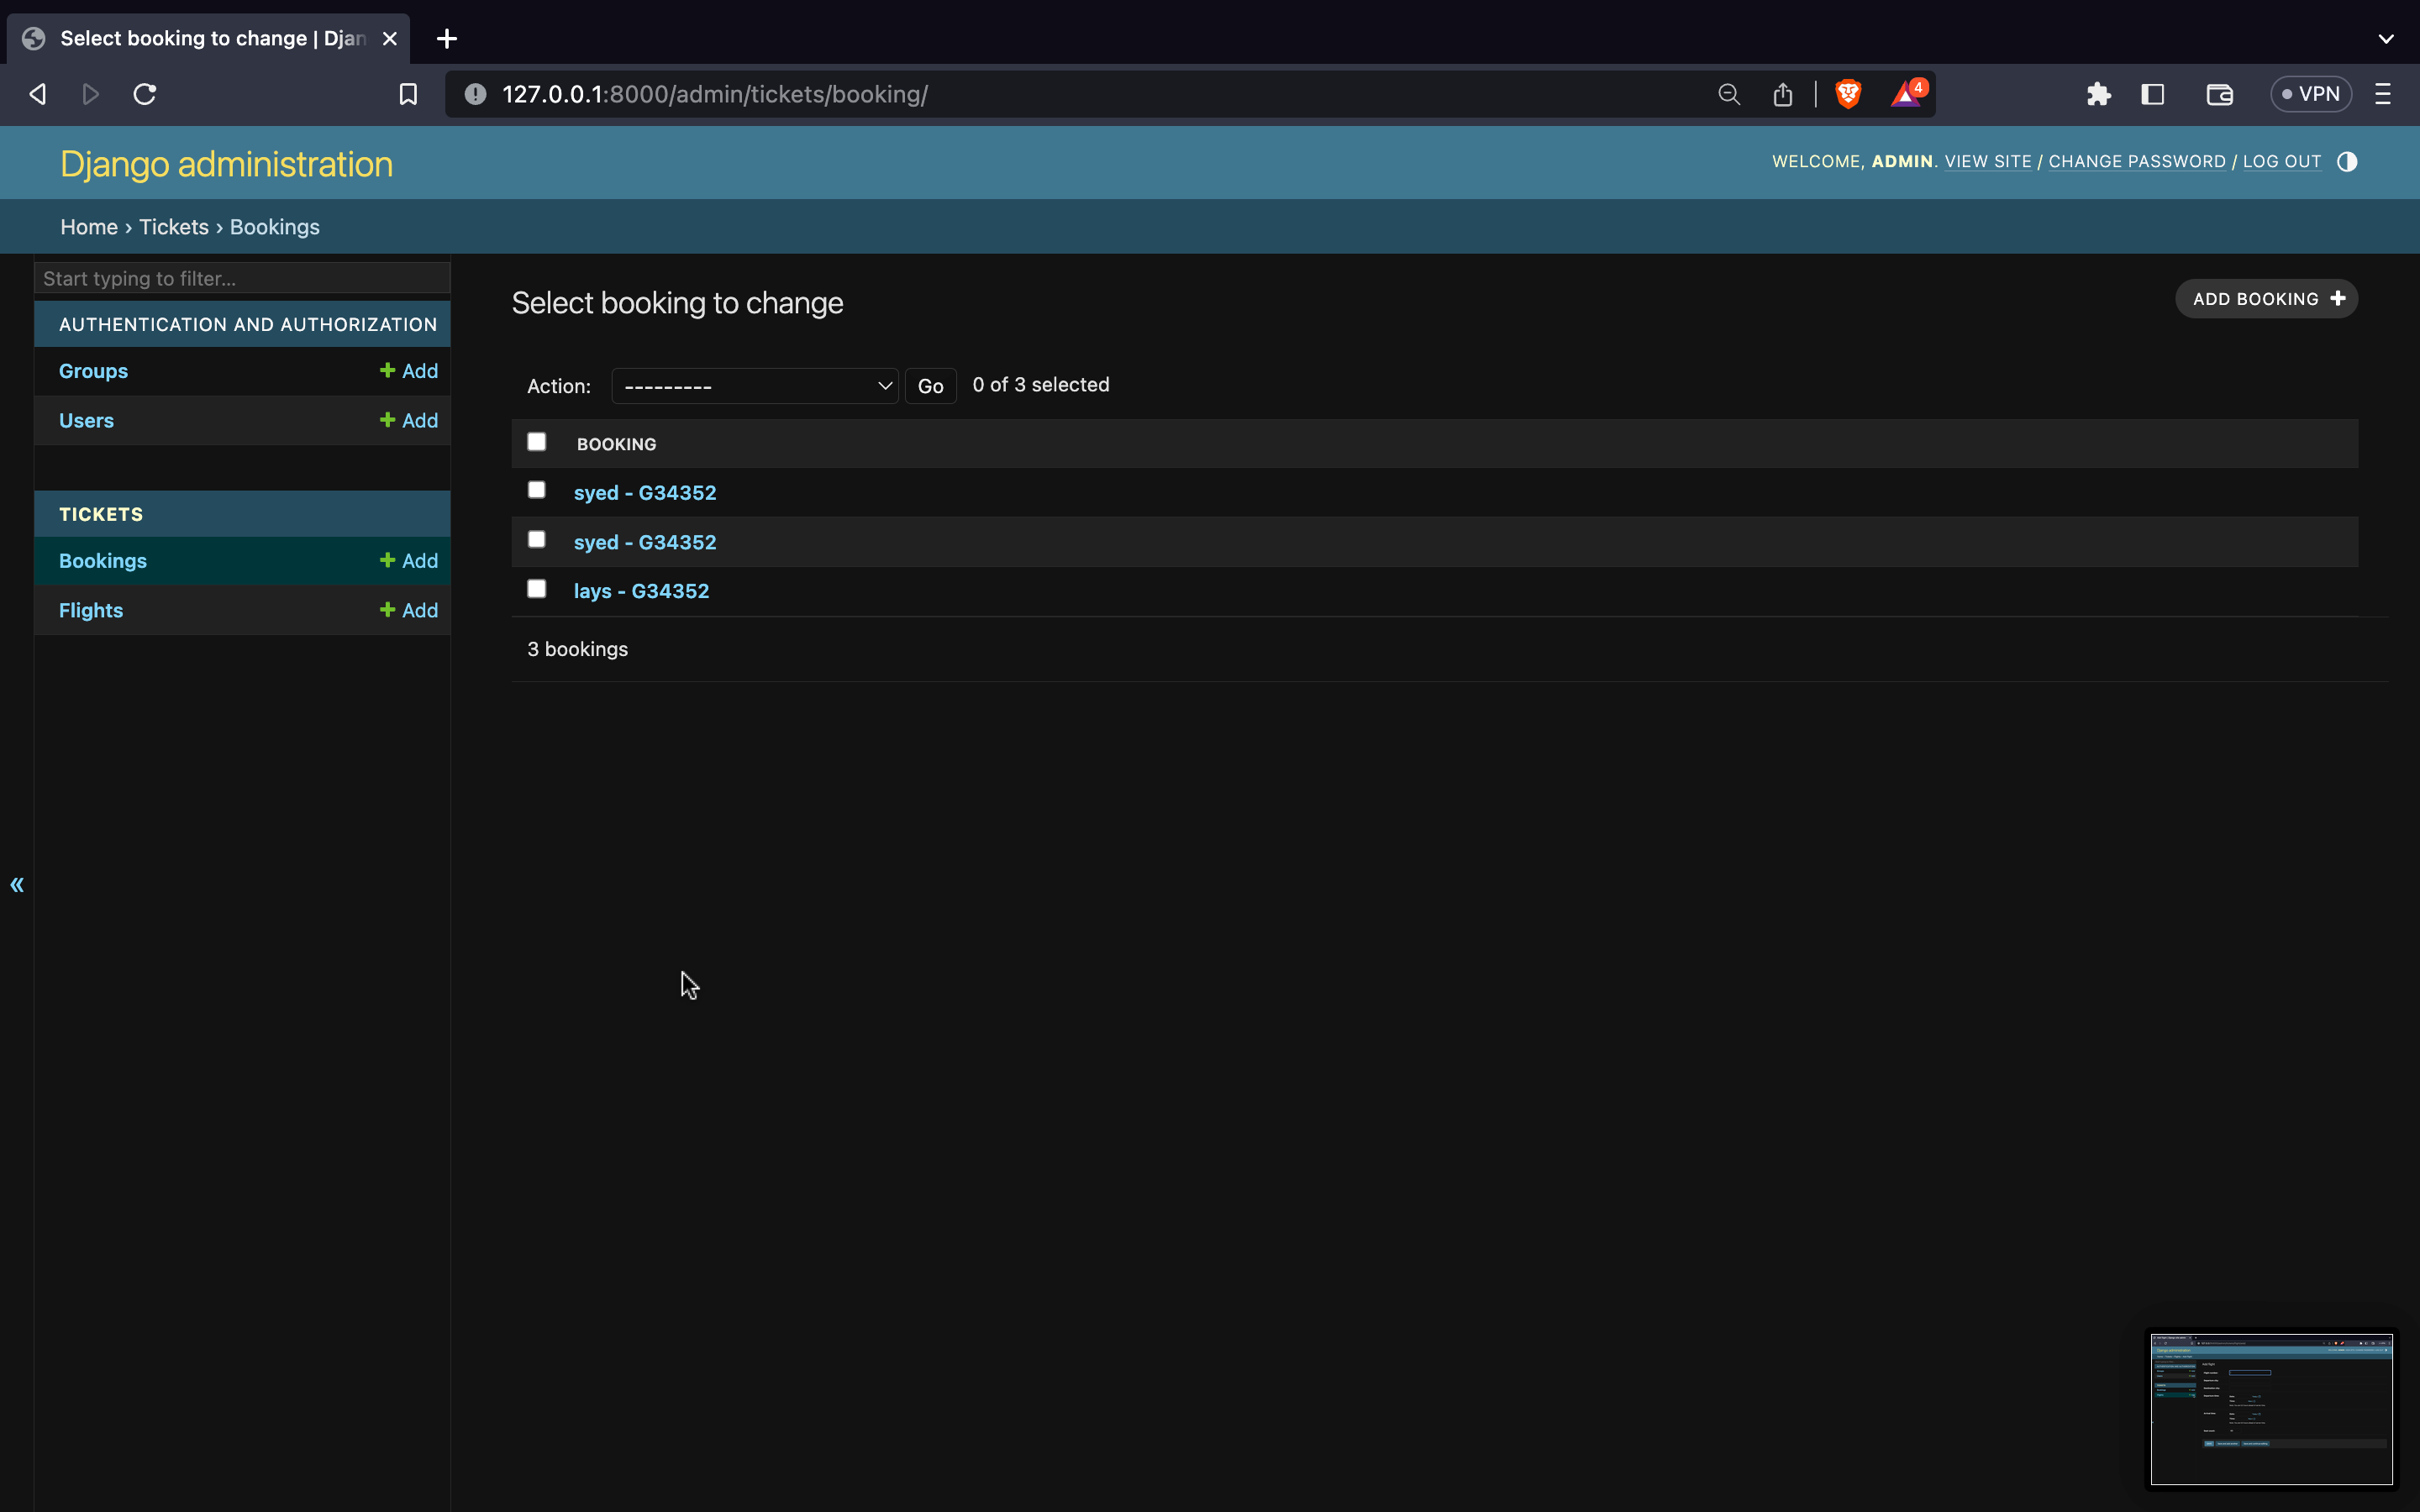 Select booking to change | Djan
127.0.0.1:8000/admin/tickets/booking/
4
VPN
Django administration
WELCOME, ADMIN. VIEW SITE / CHANGE PASSWORD / LOG OUT
Home › Tickets › Bookings
Start typing to filter...
AUTHENTICATION AND AUTHORIZATION
Groups + Add
Users + Add
TICKETS
Bookings + Add
Flights + Add
«
Select booking to change
ADD BOOKING +
Action: --------- Go 0 of 3 selected
BOOKING
syed - G34352
syed - G34352
lays - G34352
3 bookings